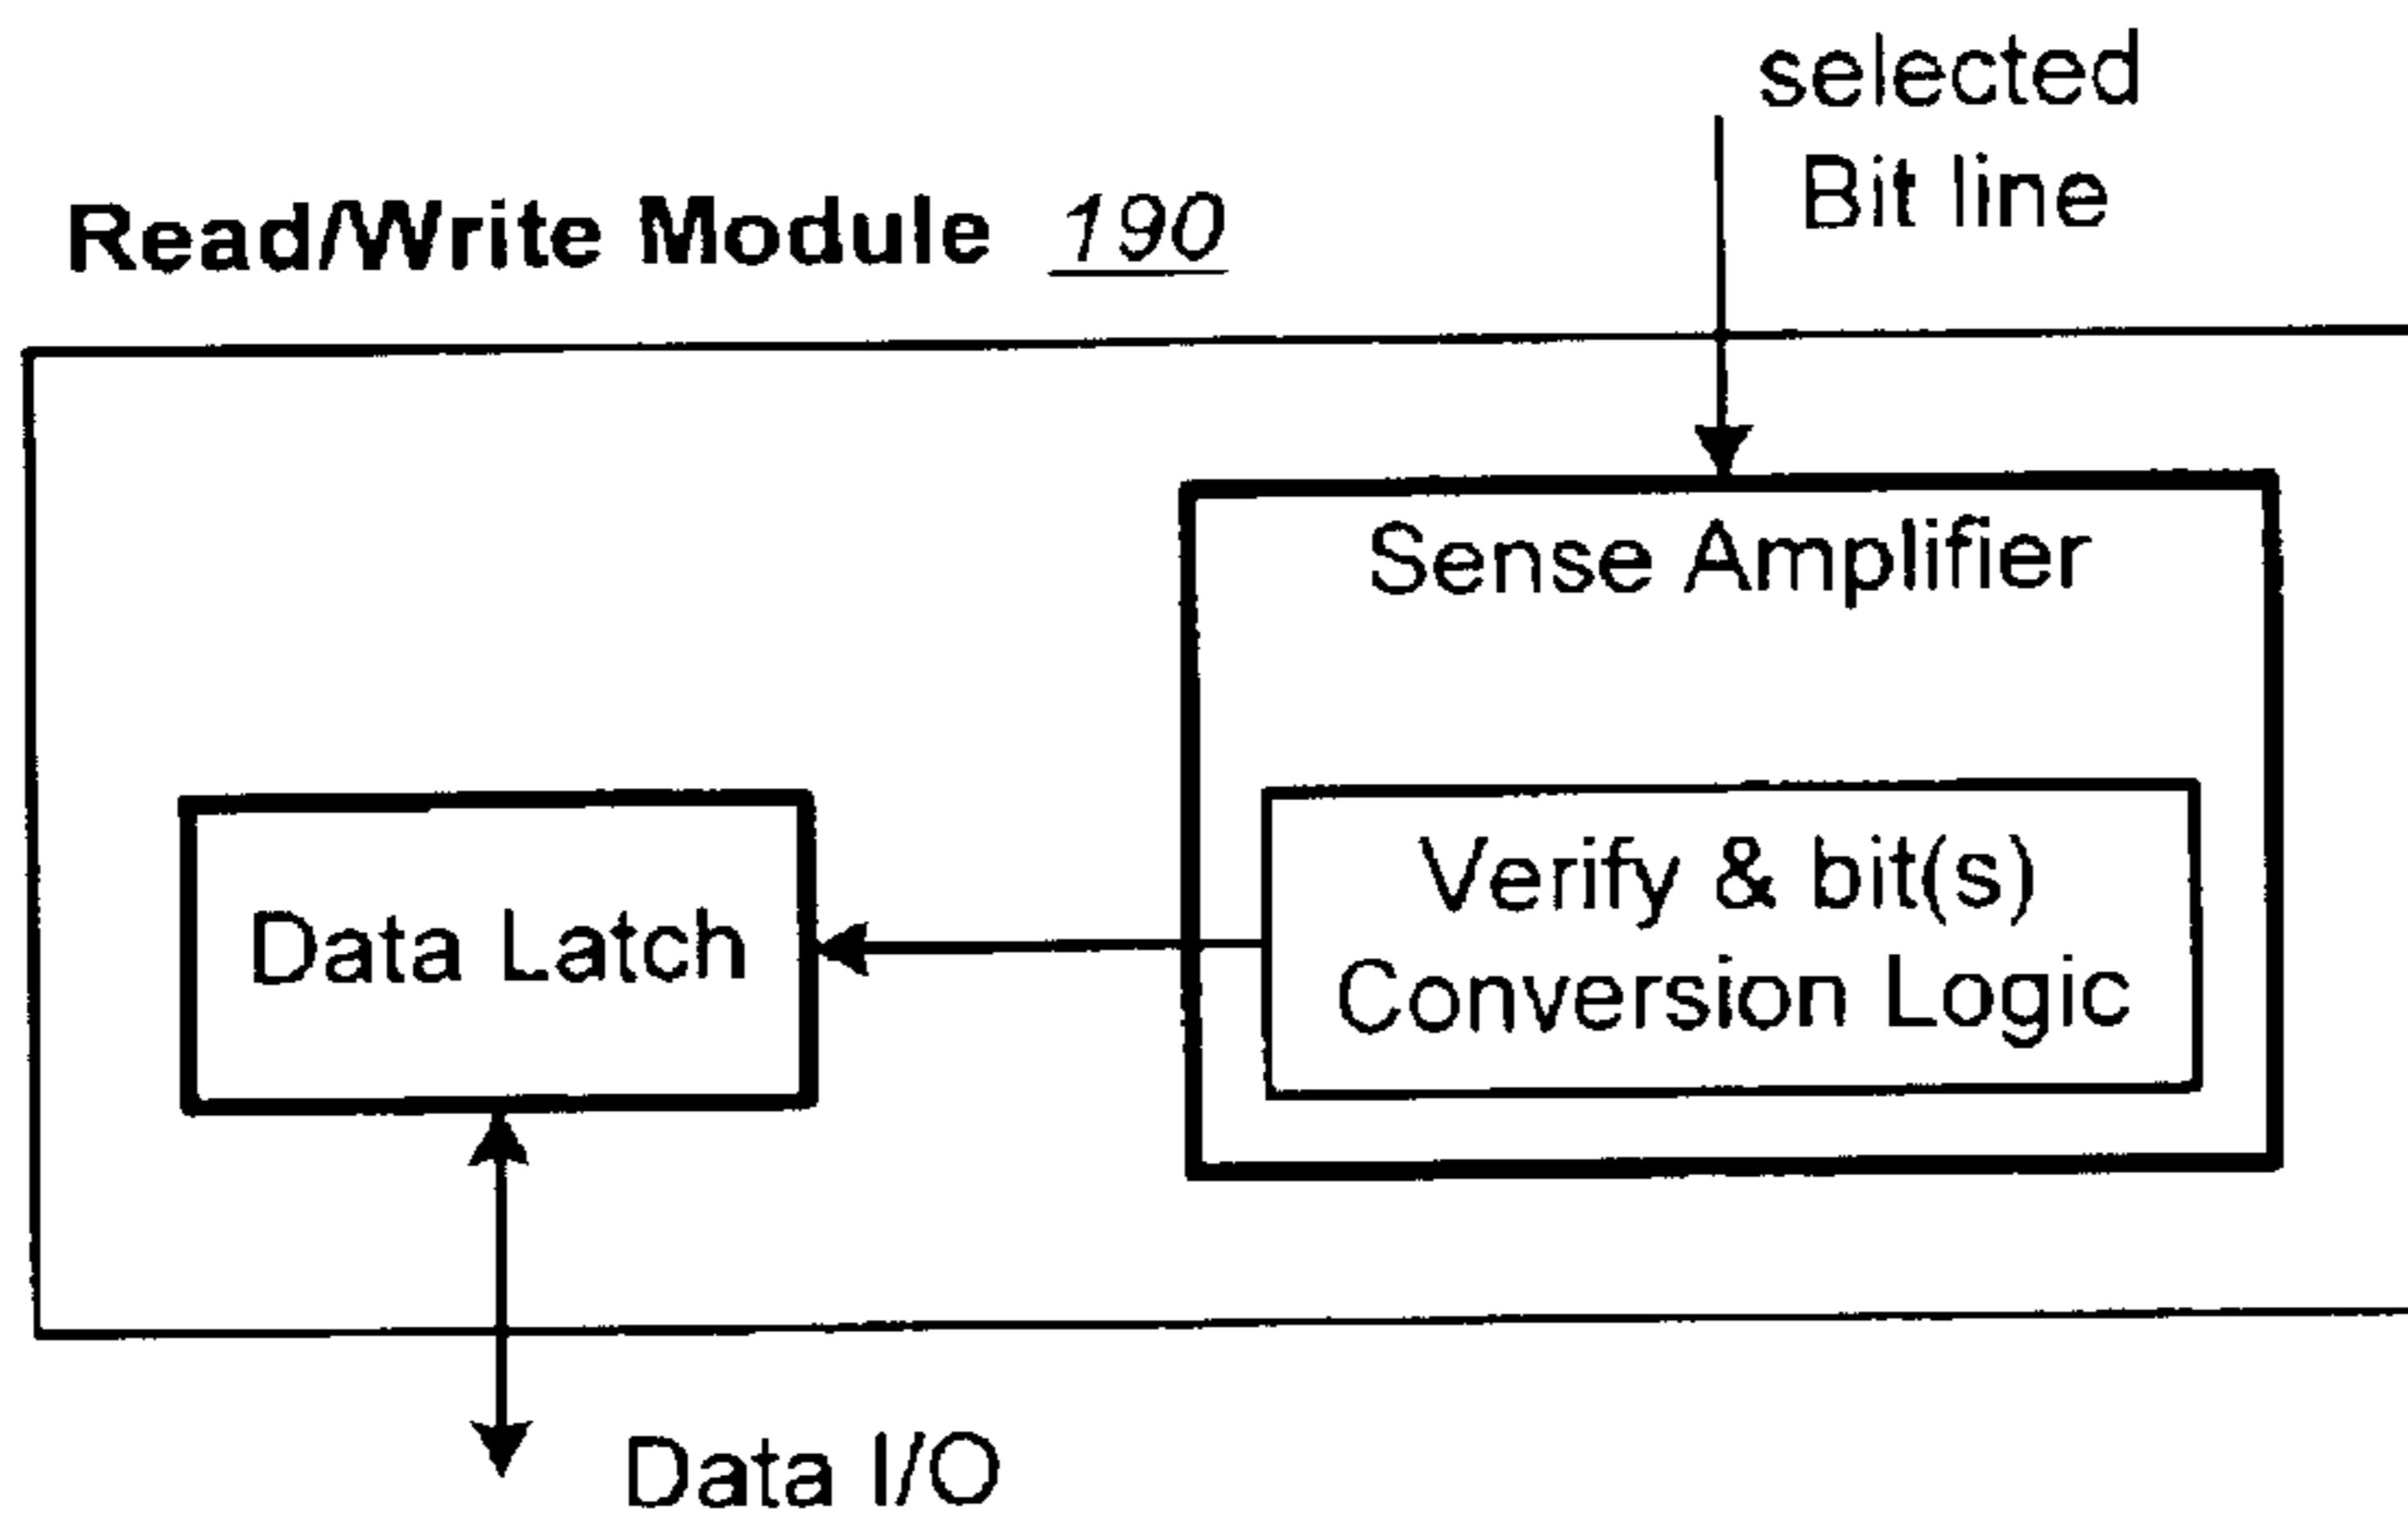 selected
Bit line
Read/Write Module 190
Sense Amplifier
Verify & bit(s)
Conversion Logic
Data Latch
Data I/O